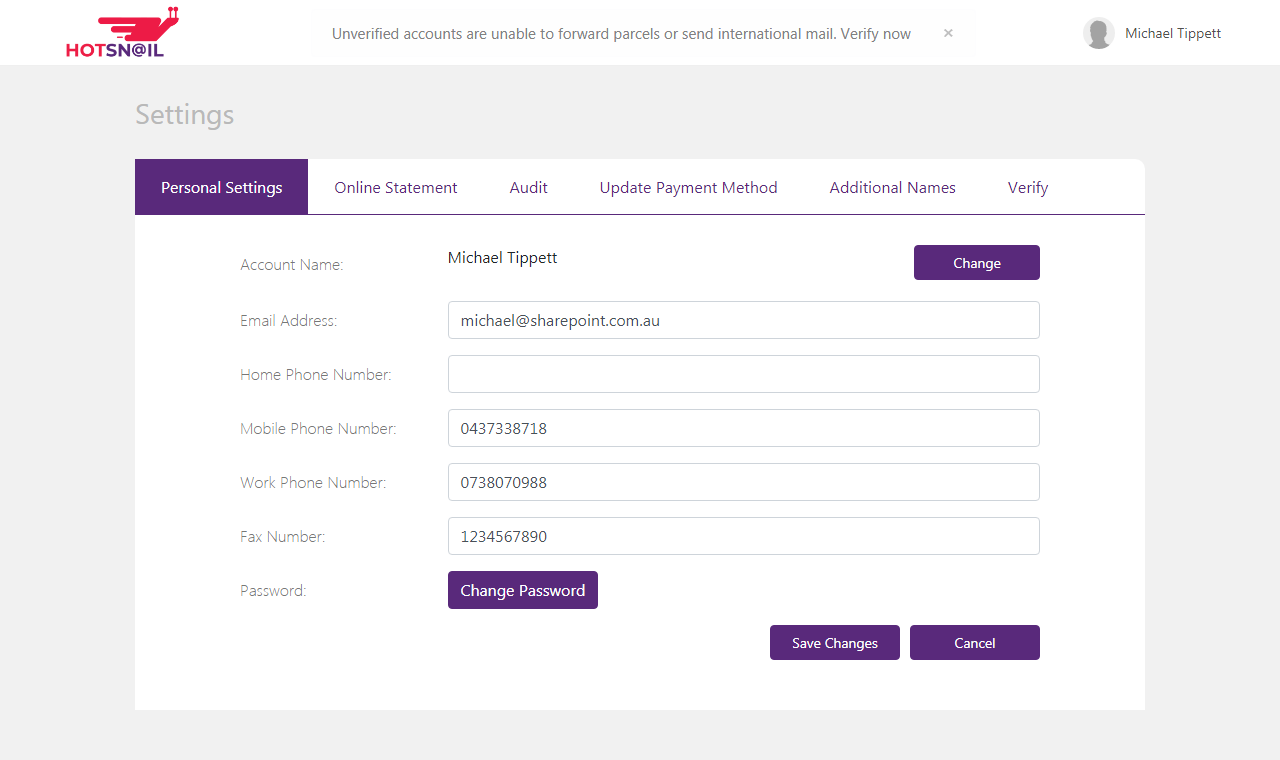 HOTSN@IL
Unverified accounts are unable to forward parcels or send international mail. Verify now ×
Michael Tippett
Settings
Personal Settings Online Statement Audit Update Payment Method Additional Names Verify
Account Name: Michael Tippett Change
Email Address: michael@sharepoint.com.au
Home Phone Number:
Mobile Phone Number: 0437338718
Work Phone Number: 0738070988
Fax Number: 1234567890
Password: Change Password
Save Changes Cancel